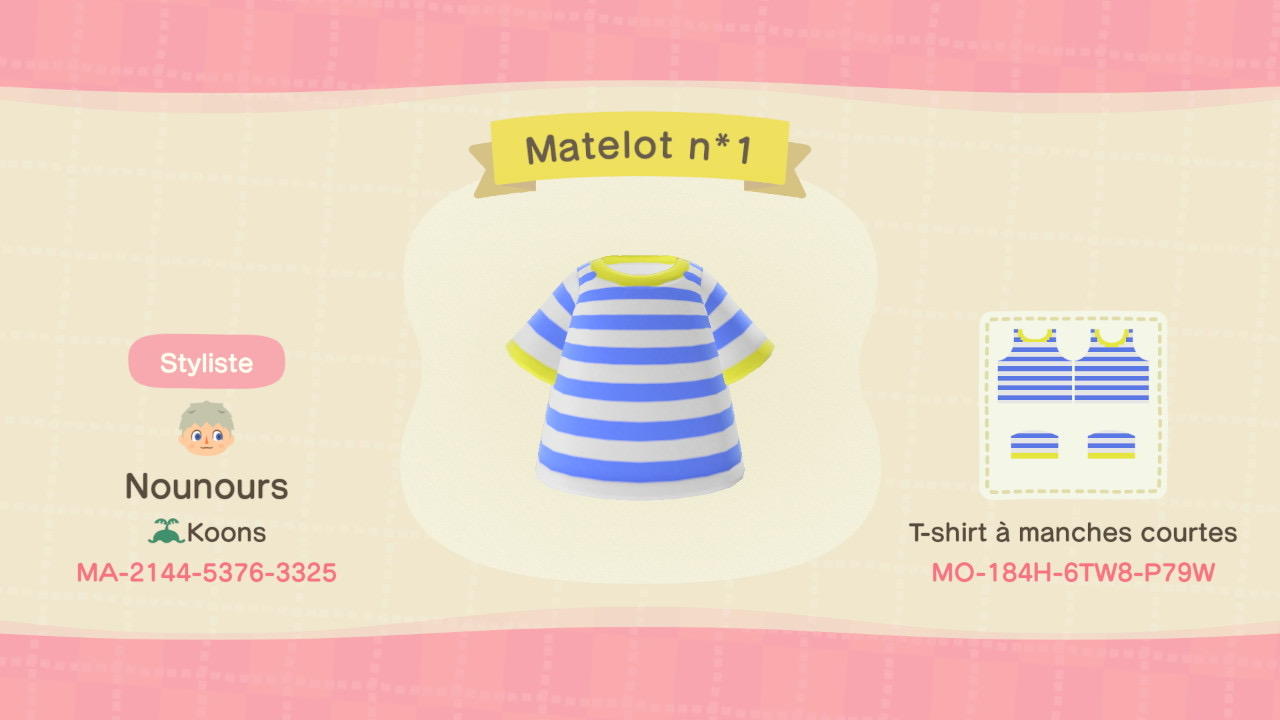 Matelot n*1
Styliste
Nounours
Koons
MA-2144-5376-3325
T-shirt à manches courtes
MO-184H-6TW8-P79W